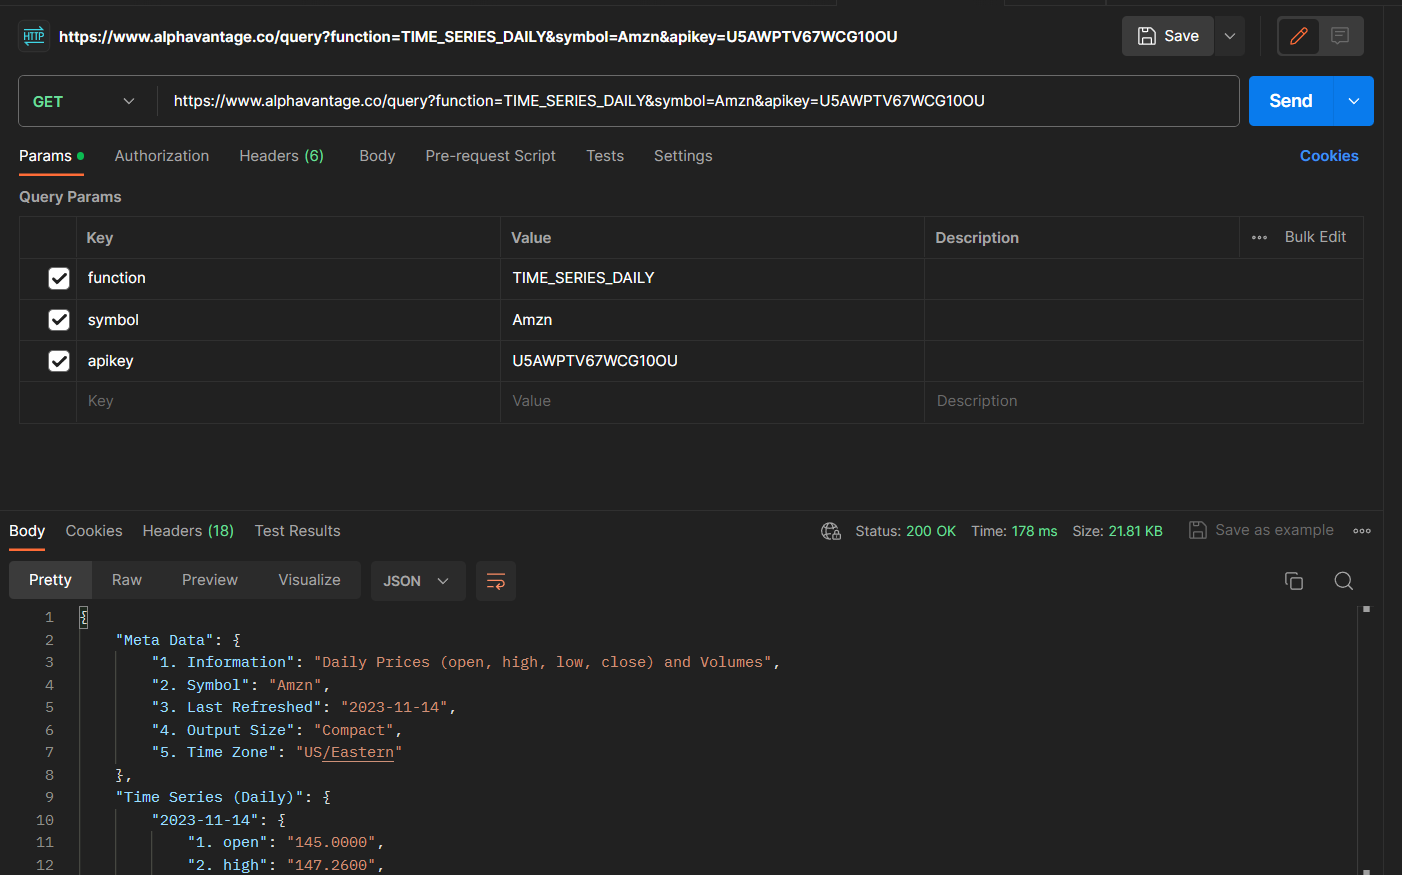 HTTP https://www.alphavantage.co/query?function=TIME_SERIES_DAILY&symbol=Amzn&apikey=U5AWPTV67WCG10OU Save
GET https://www.alphavantage.co/query?function=TIME_SERIES_DAILY&symbol=Amzn&apikey=U5AWPTV67WCG10OU Send
Params Authorization Headers (6) Body Pre-request Script Tests Settings Cookies
Query Params
Key Value Description ••• Bulk Edit
function TIME_SERIES_DAILY
symbol Amzn
apikey U5AWPTV67WCG10OU
Key Value Description
Body Cookies Headers (18) Test Results Status: 200 OK Time: 178 ms Size: 21.81 KB Save as example
Pretty Raw Preview Visualize JSON
1 {
2 "Meta Data": {
3 "1. Information": "Daily Prices (open, high, low, close) and Volumes",
4 "2. Symbol": "Amzn",
5 "3. Last Refreshed": "2023-11-14",
6 "4. Output Size": "Compact",
7 "5. Time Zone": "US/Eastern"
8 },
9 "Time Series (Daily)": {
10 "2023-11-14": {
11 "1. open": "145.0000",
12 "2. high": "147.2600",